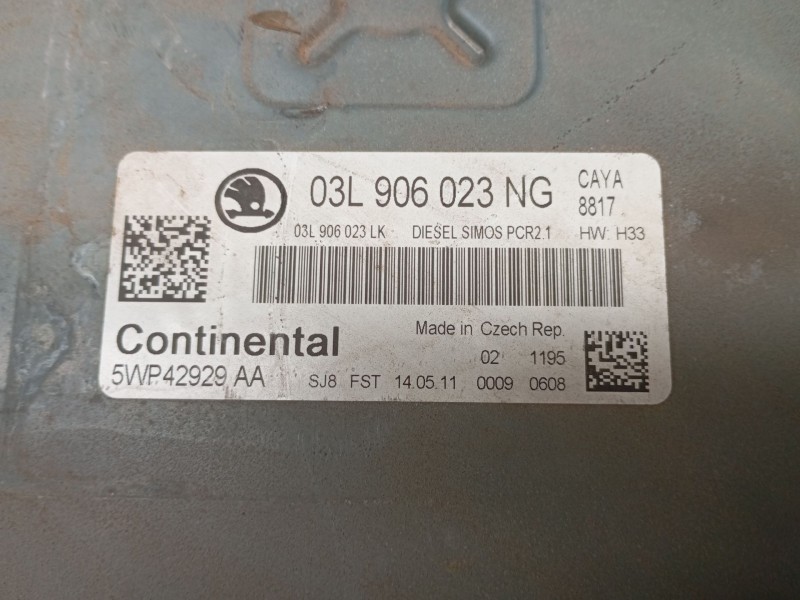 03L 906 023 NG CAYA
8817
03L 906 023 LK DIESEL SIMOS PCR2.1 HW: H33
Continental Made in Czech Rep.
02 1195
5WP42929 AA SJ8 FST 14.05.11 0009 0608